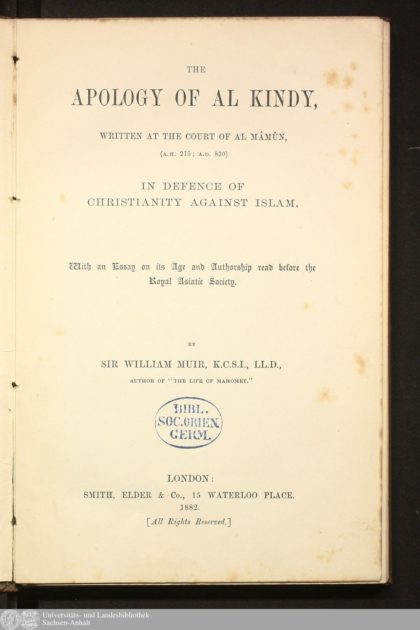 THE
APOLOGY OF AL KINDY,
WRITTEN AT THE COURT OF AL MÂMÛN,
(A.H. 215; A.D. 830)
IN DEFENCE OF
CHRISTIANITY AGAINST ISLAM.
With an Essay on its Age and Authorship read before the
Royal Asiatic Society.
BY
SIR WILLIAM MUIR, K.C.S.I., LL.D.,
AUTHOR OF "THE LIFE OF MAHOMET."
BIBL.
SOC.ORIEN.
GERM.
LONDON:
SMITH, ELDER & Co., 15 WATERLOO PLACE.
1882.
[All Rights Reserved.]
Universitäts- und Landesbibliothek
Sachsen-Anhalt